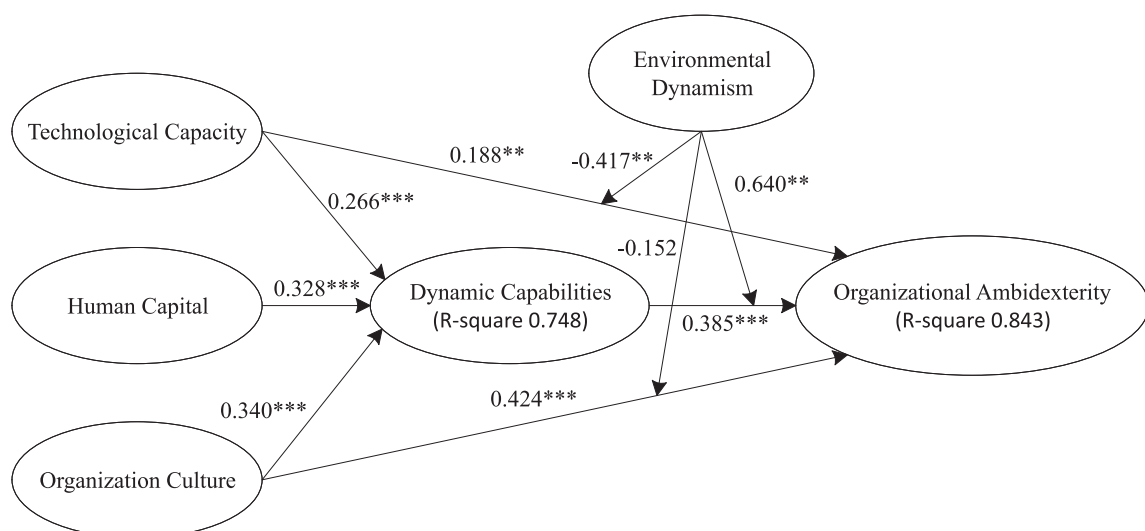 Environmental
Dynamism
Technological Capacity
0.188**
-0.417**
0.640**
0.266***
-0.152
Human Capital
0.328***
Dynamic Capabilities
(R-square 0.748)
0.385***
Organizational Ambidexterity
(R-square 0.843)
0.340***
0.424***
Organization Culture